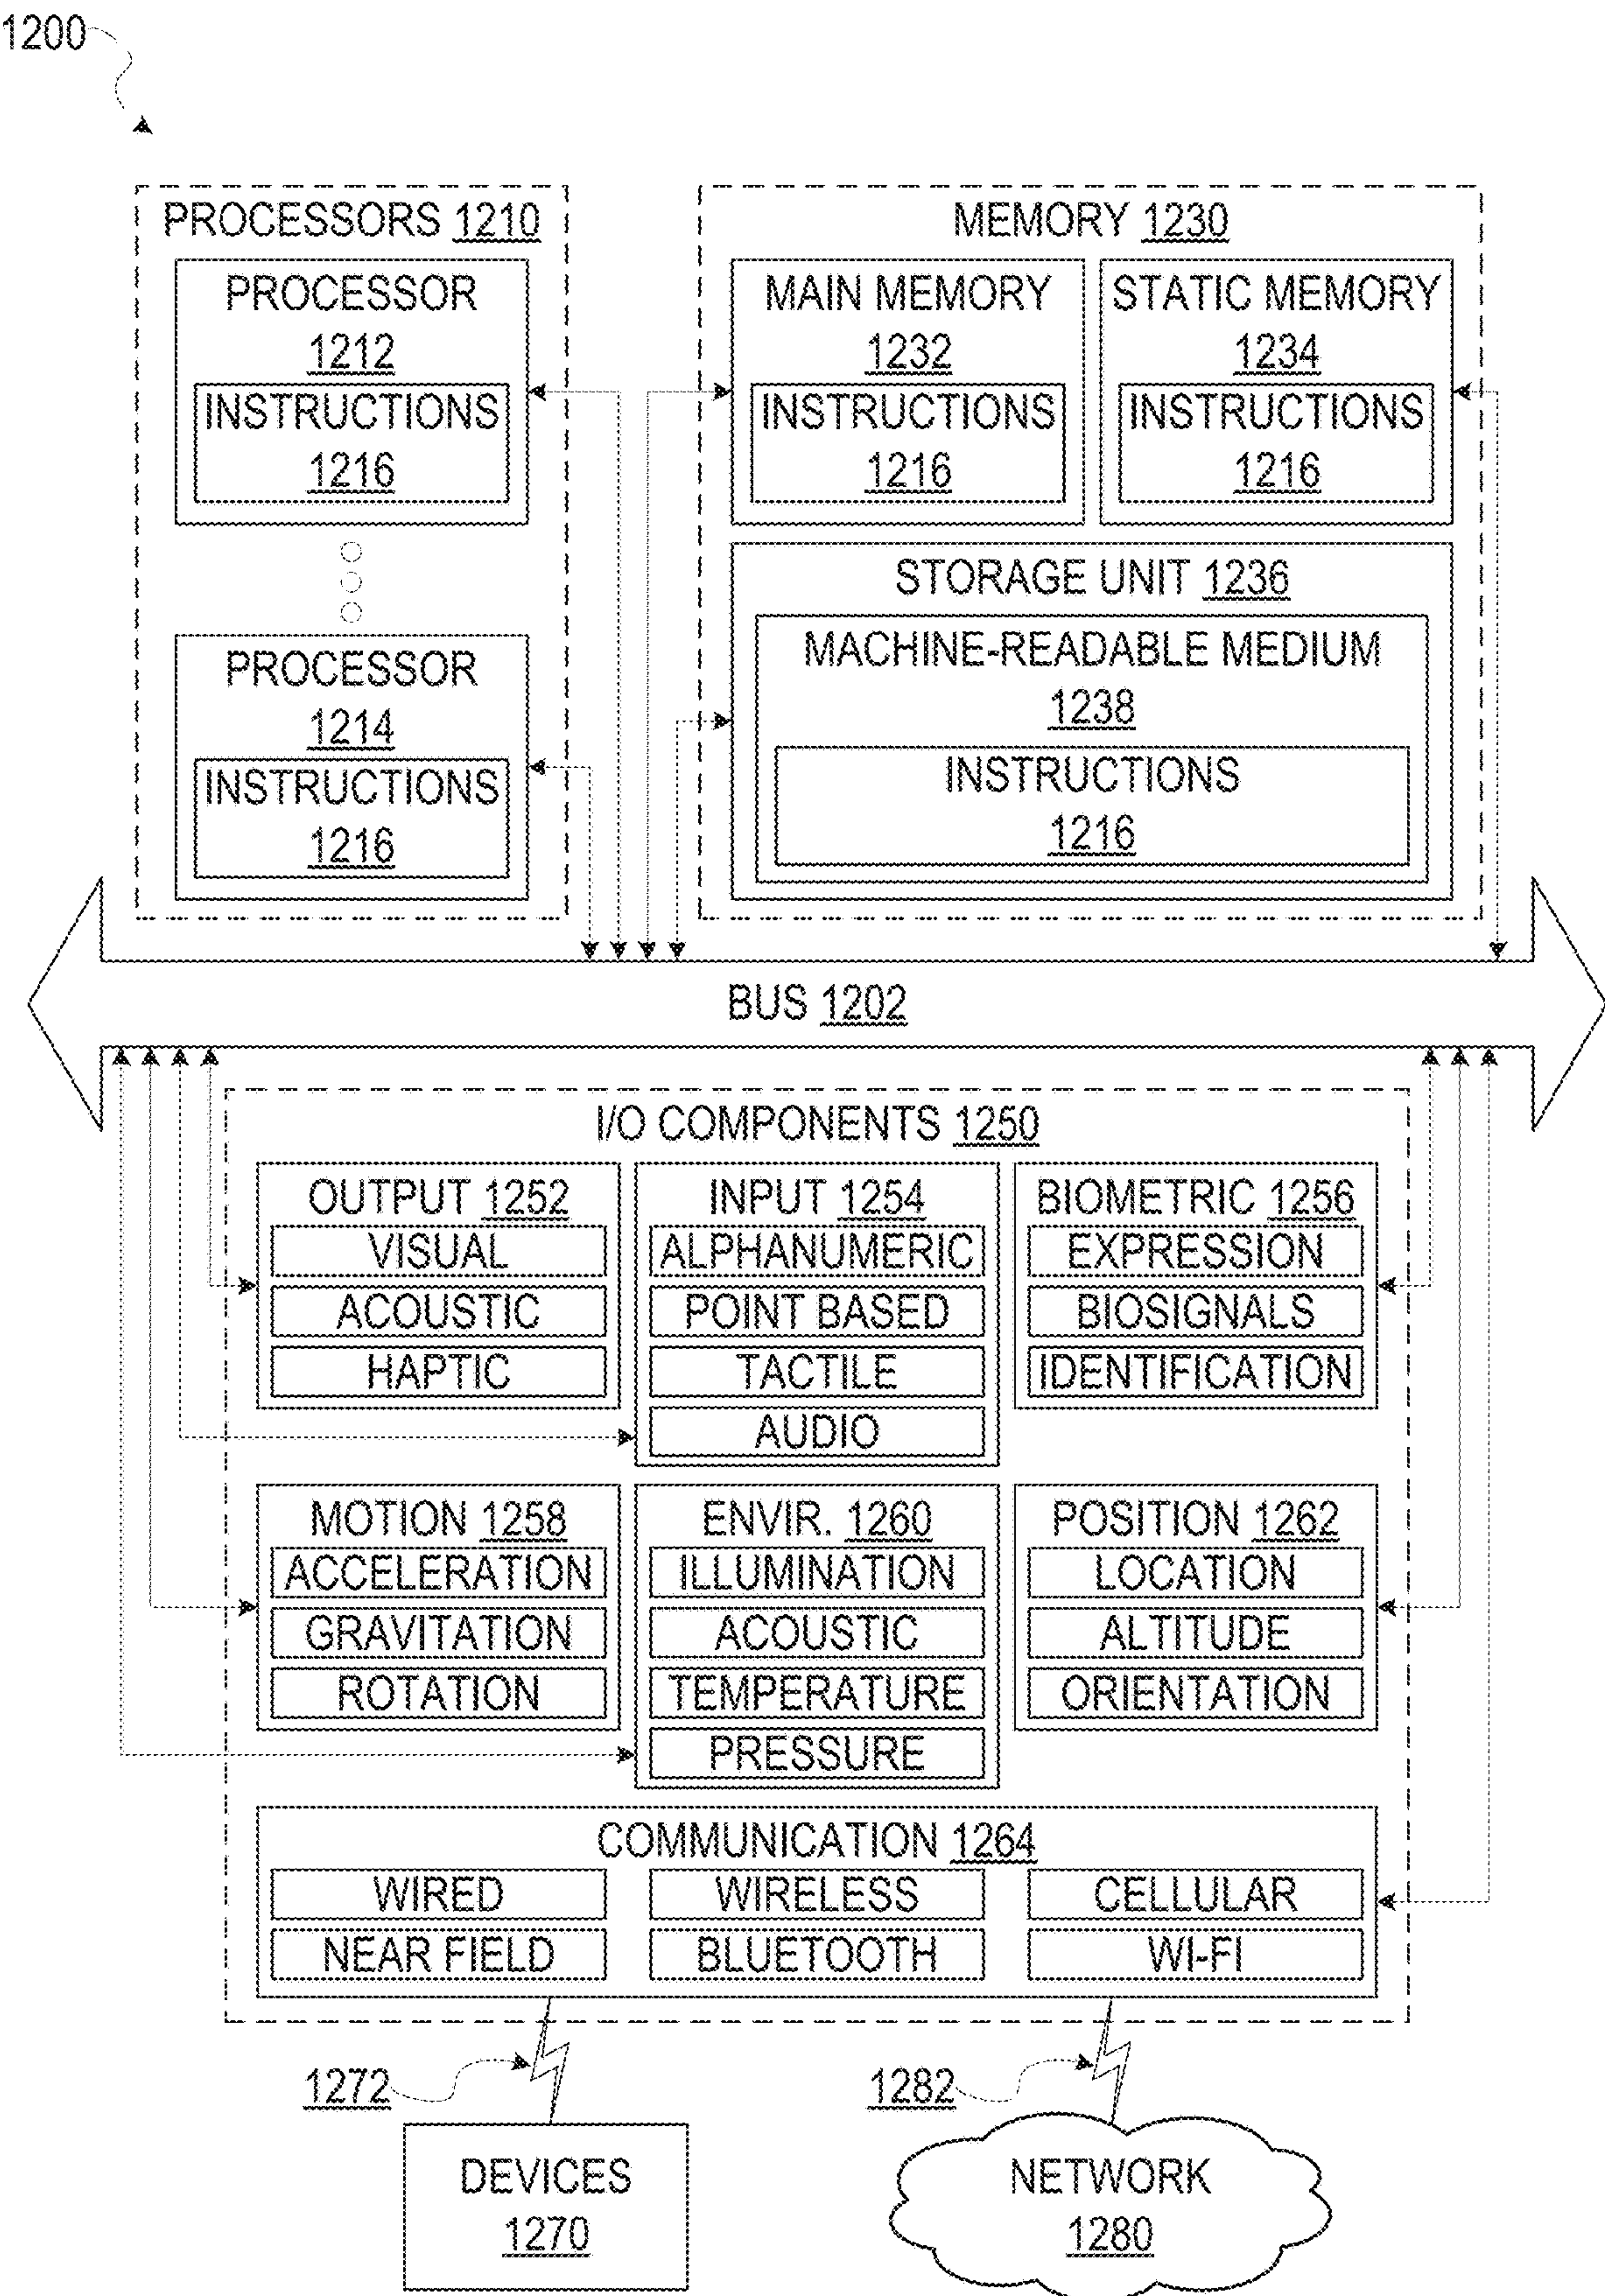 1200
PROCESSORS 1210
PROCESSOR
1212
INSTRUCTIONS
1216
PROCESSOR
1214
INSTRUCTIONS
1216
MEMORY 1230
MAIN MEMORY
1232
INSTRUCTIONS
1216
STATIC MEMORY
1234
INSTRUCTIONS
1216
STORAGE UNIT 1236
MACHINE-READABLE MEDIUM
1238
INSTRUCTIONS
1216
BUS 1202
I/O COMPONENTS 1250
OUTPUT 1252
VISUAL
ACOUSTIC
HAPTIC
INPUT 1254
ALPHANUMERIC
POINT BASED
TACTILE
AUDIO
BIOMETRIC 1256
EXPRESSION
BIOSIGNALS
IDENTIFICATION
MOTION 1258
ACCELERATION
GRAVITATION
ROTATION
ENVIR. 1260
ILLUMINATION
ACOUSTIC
TEMPERATURE
PRESSURE
POSITION 1262
LOCATION
ALTITUDE
ORIENTATION
COMMUNICATION 1264
WIRED
WIRELESS
CELLULAR
NEAR FIELD
BLUETOOTH
WI-FI
1272
1282
DEVICES
1270
NETWORK
1280